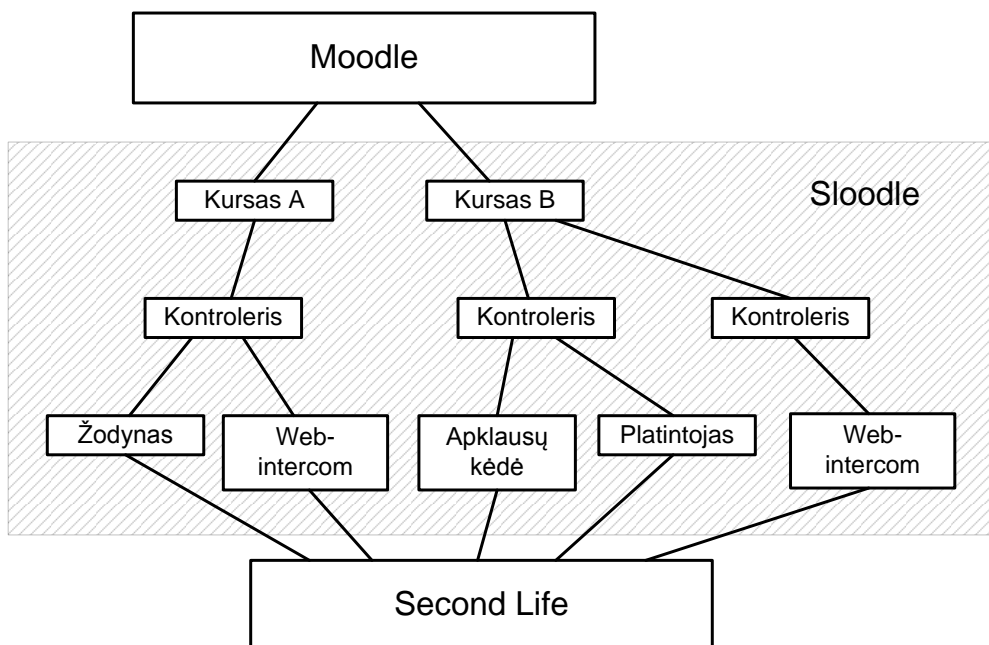 Moodle
Kursas A
Kursas B
Sloodle
Kontroleris
Kontroleris
Kontroleris
Žodynas
Web-
intercom
Apklausų
kėdė
Platintojas
Web-
intercom
Second Life